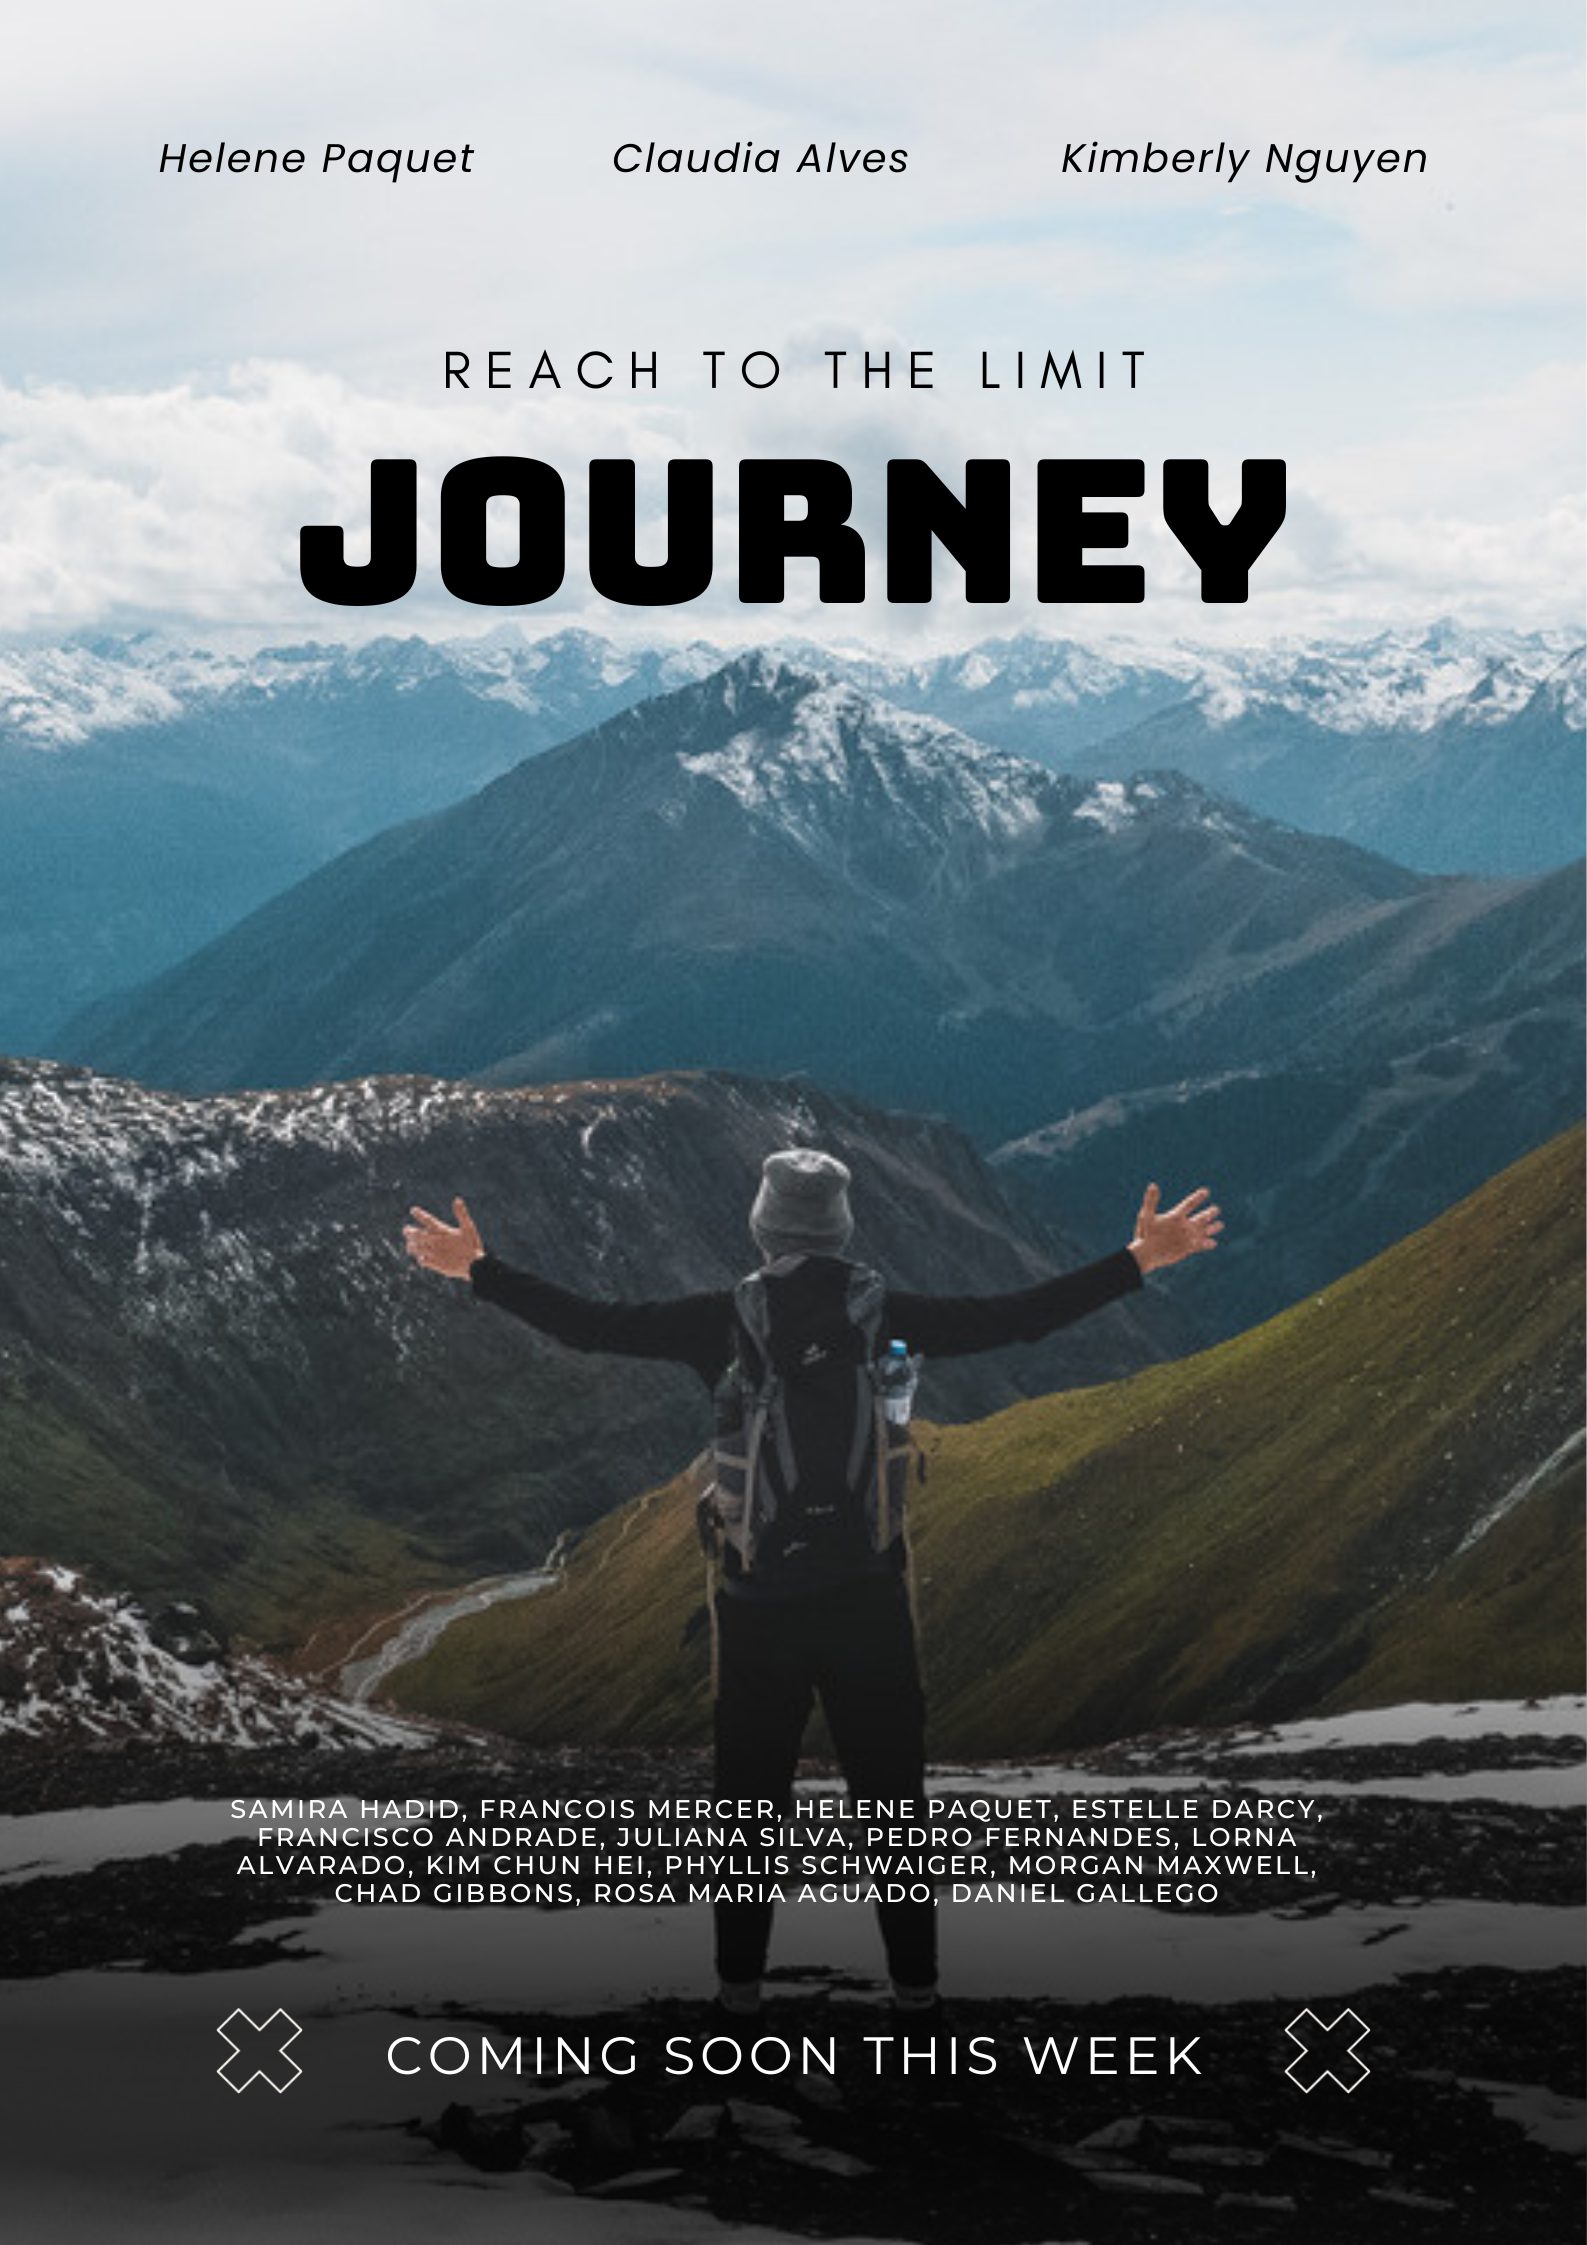 Helene Paquet Claudia Alves Kimberly Nguyen
REACH TO THE LIMIT
JOURNEY
SAMIRA HADID, FRANCOIS MERCER, HELENE PAQUET, ESTELLE DARCY,
FRANCISCO ANDRADE, JULIANA SILVA, PEDRO FERNANDES, LORNA
ALVARADO, KIM CHUN HEI, PHYLLIS SCHWAIGER, MORGAN MAXWELL,
CHAD GIBBONS, ROSA MARIA AGUADO, DANIEL GALLEGO
COMING SOON THIS WEEK